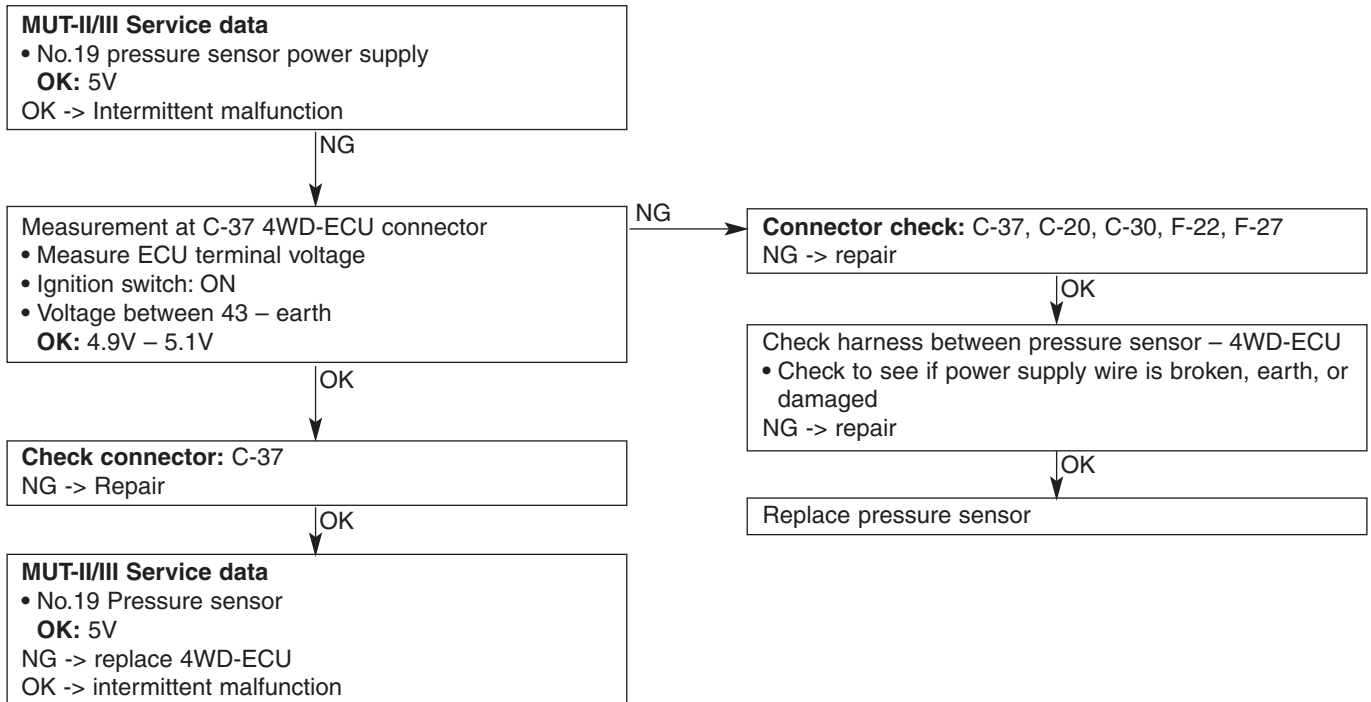 MUT-II/III Service data
• No.19 pressure sensor power supply
OK: 5V
OK -> Intermittent malfunction
NG
Measurement at C-37 4WD-ECU connector
• Measure ECU terminal voltage
• Ignition switch: ON
• Voltage between 43 – earth
OK: 4.9V – 5.1V
NG
Connector check: C-37, C-20, C-30, F-22, F-27
NG -> repair
OK
Check harness between pressure sensor – 4WD-ECU
• Check to see if power supply wire is broken, earth, or
damaged
NG -> repair
OK
Replace pressure sensor
OK
Check connector: C-37
NG -> Repair
OK
MUT-II/III Service data
• No.19 Pressure sensor
OK: 5V
NG -> replace 4WD-ECU
OK -> intermittent malfunction